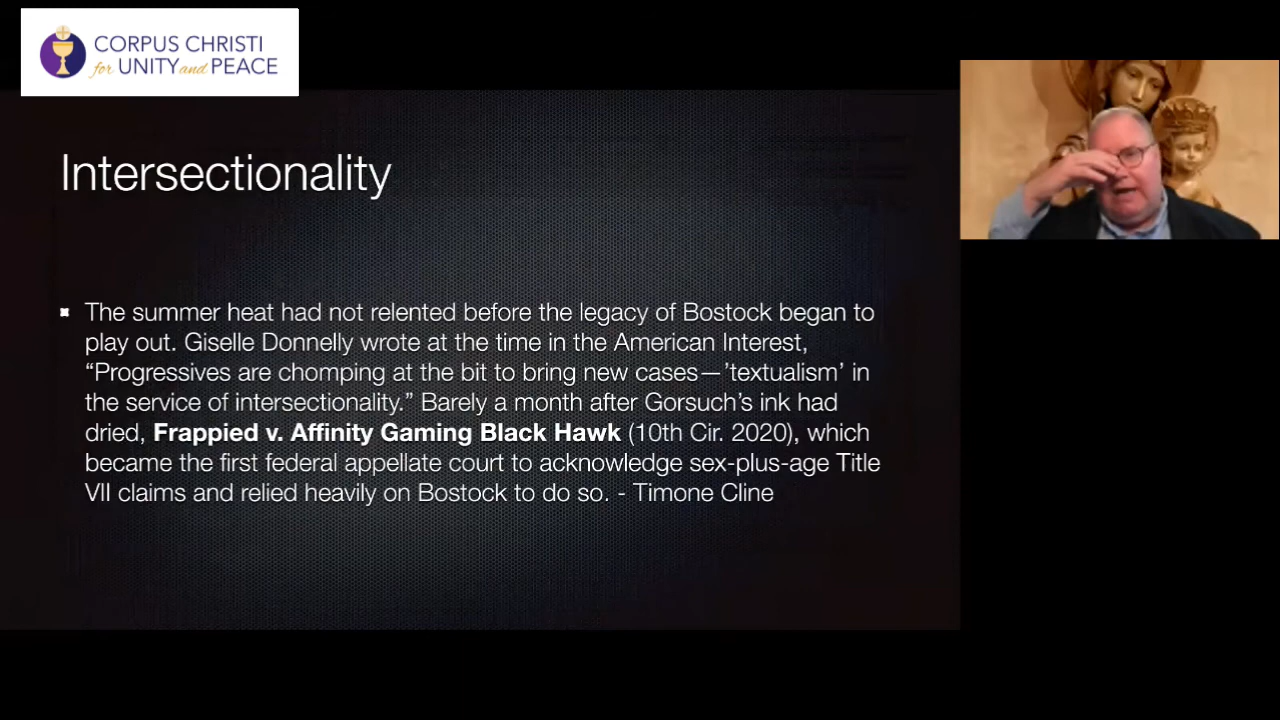 CORPUS CHRISTI
for UNITY and PEACE
Intersectionality
The summer heat had not relented before the legacy of Bostock began to
play out. Giselle Donnelly wrote at the time in the American Interest,
“Progressives are chomping at the bit to bring new cases—’textualism’ in
the service of intersectionality.” Barely a month after Gorsuch’s ink had
dried, Frappied v. Affinity Gaming Black Hawk (10th Cir. 2020), which
became the first federal appellate court to acknowledge sex-plus-age Title
VII claims and relied heavily on Bostock to do so. - Timone Cline